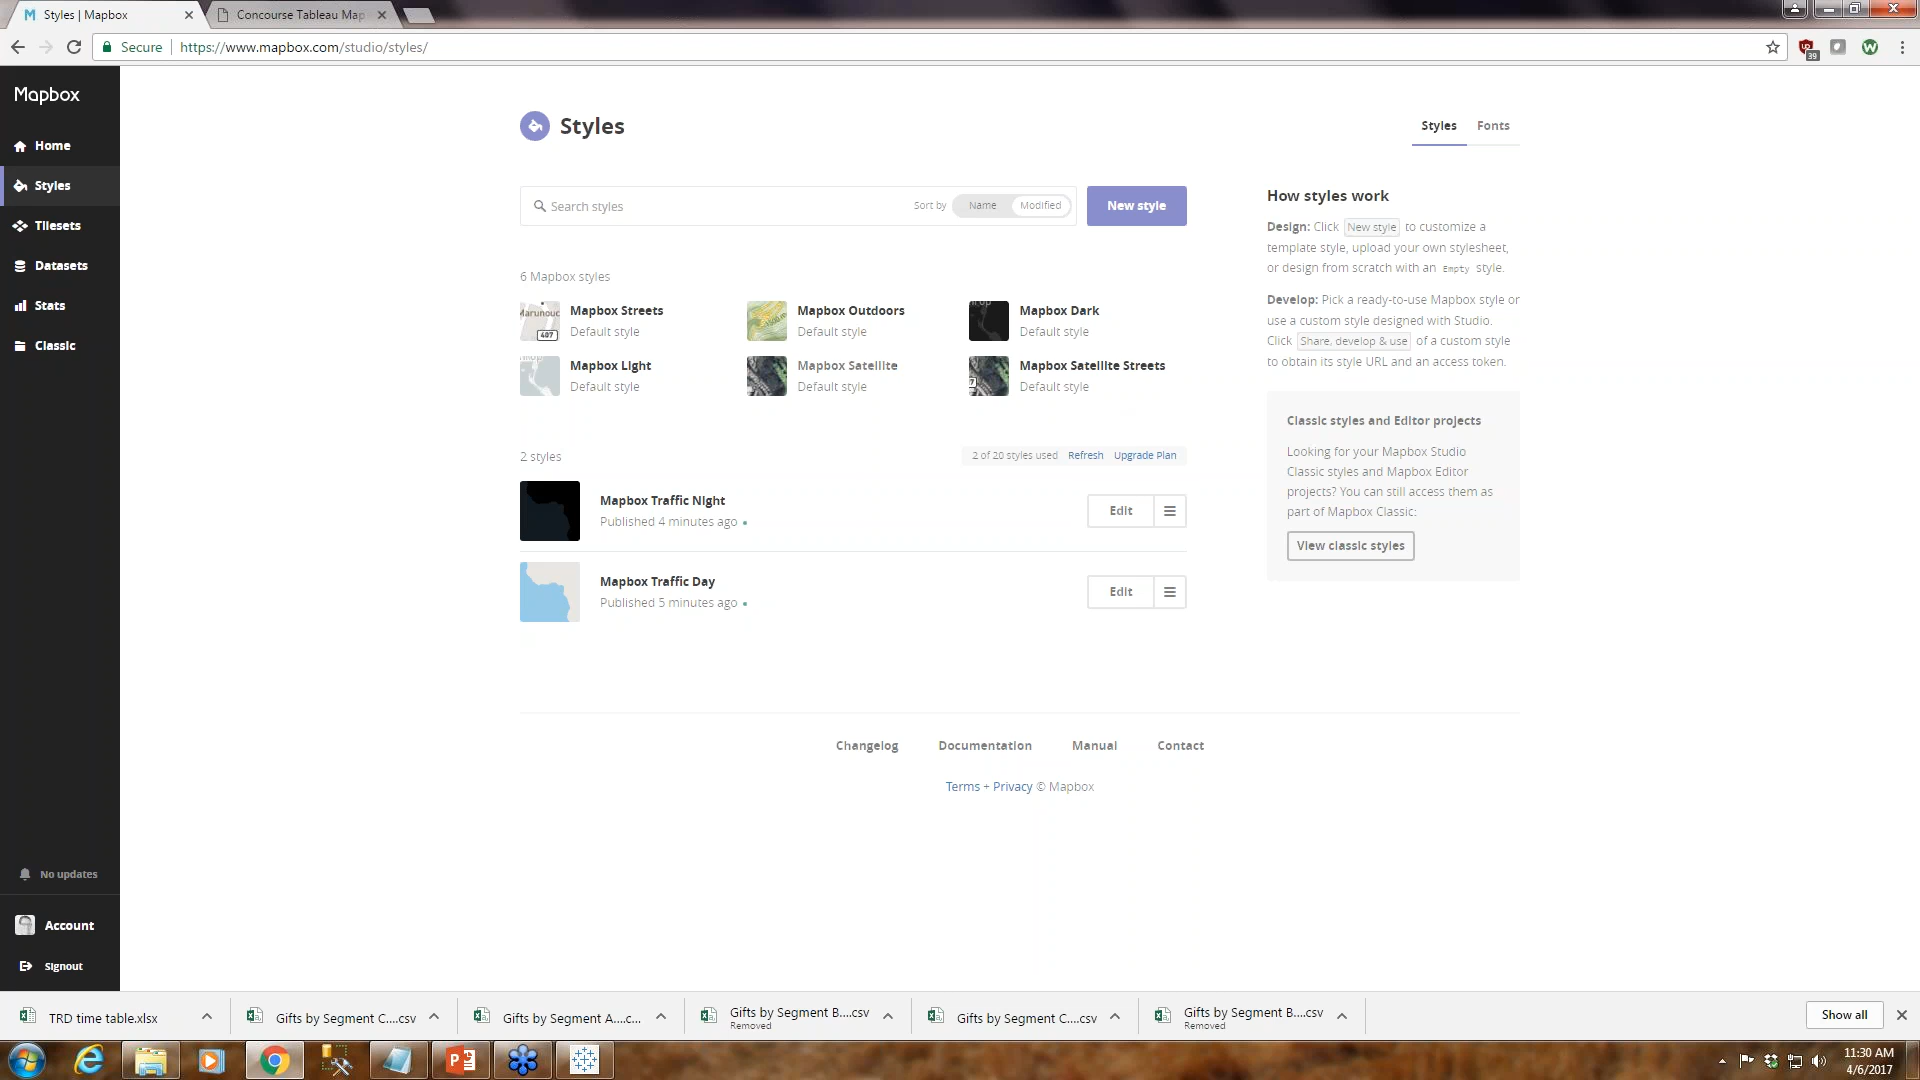 Styles | Mapbox
Concourse Tableau Map
Secure
https://www.mapbox.com/studio/styles/
39
Mapbox
Home
Styles
Tilesets
Datasets
Stats
Classic
No updates
Account
Signout
Styles
Styles
Fonts
Search styles
Sort by
Name
Modified
New style
6 Mapbox styles
Mapbox Streets
Default style
Mapbox Outdoors
Default style
Mapbox Dark
Default style
Mapbox Light
Default style
Mapbox Satellite
Default style
Mapbox Satellite Streets
Default style
2 styles
2 of 20 styles used
Refresh
Upgrade Plan
Mapbox Traffic Night
Published 4 minutes ago
Edit
Mapbox Traffic Day
Published 5 minutes ago
Edit
How styles work
Design: Click New style to customize a
template style, upload your own stylesheet,
or design from scratch with an Empty style.
Develop: Pick a ready-to-use Mapbox style or
use a custom style designed with Studio.
Click Share, develop & use of a custom style
to obtain its style URL and an access token.
Classic styles and Editor projects
Looking for your Mapbox Studio
Classic styles and Mapbox Editor
projects? You can still access them as
part of Mapbox Classic:
View classic styles
Changelog
Documentation
Manual
Contact
Terms + Privacy © Mapbox
TRD time table.xlsx
Gifts by Segment C....csv
Gifts by Segment A....c...
Gifts by Segment B....csv
Removed
Gifts by Segment C....csv
Gifts by Segment B....csv
Removed
Show all
11:30 AM
4/6/2017